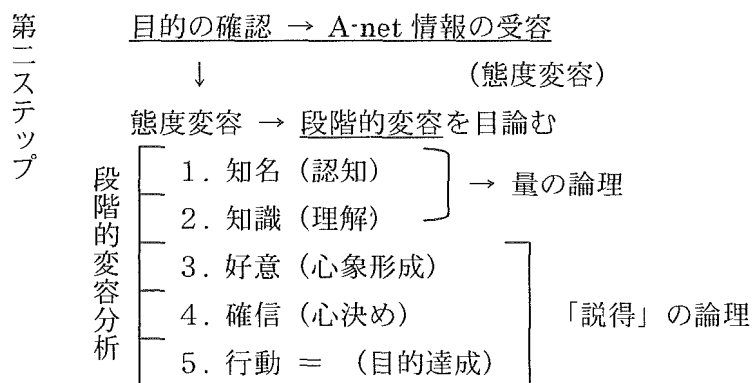 第二ステップ
目的の確認 → A-net 情報の受容
↓ (態度変容)
態度変容 → 段階的変容を目論む
段階的変容分析
1. 知名 (認知)
2. 知識 (理解)
→ 量の論理
3. 好意 (心象形成)
4. 確信 (心決め)
5. 行動 = (目的達成)
「説得」の論理